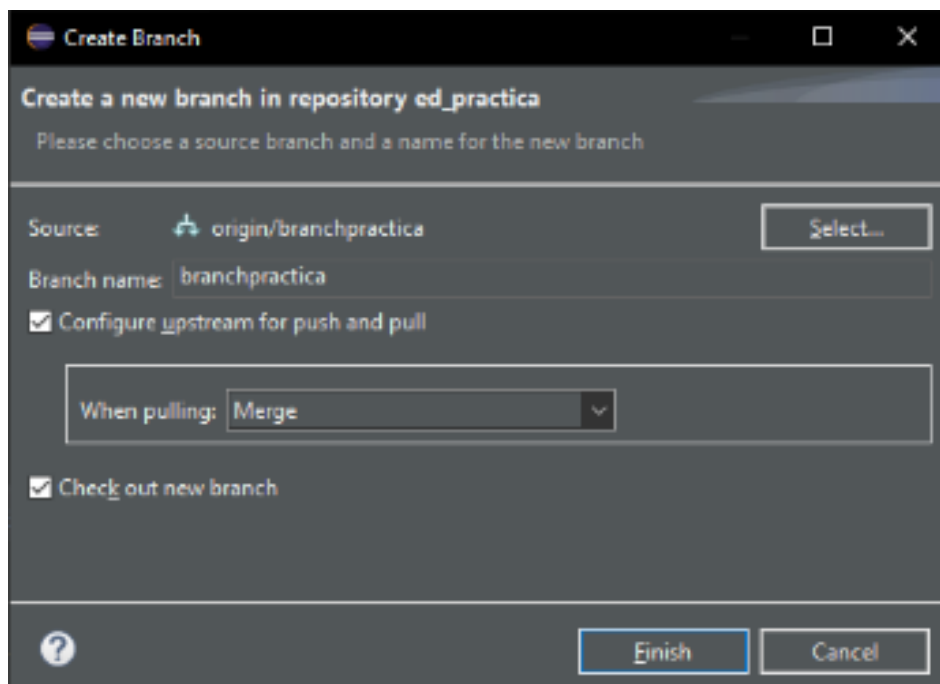 Create Branch
Create a new branch in repository ed_practica
Please choose a source branch and a name for the new branch
Source: origin/branchpractica Select...
Branch name: branchpractica
Configure upstream for push and pull
When pulling: Merge
Check out new branch
Finish Cancel